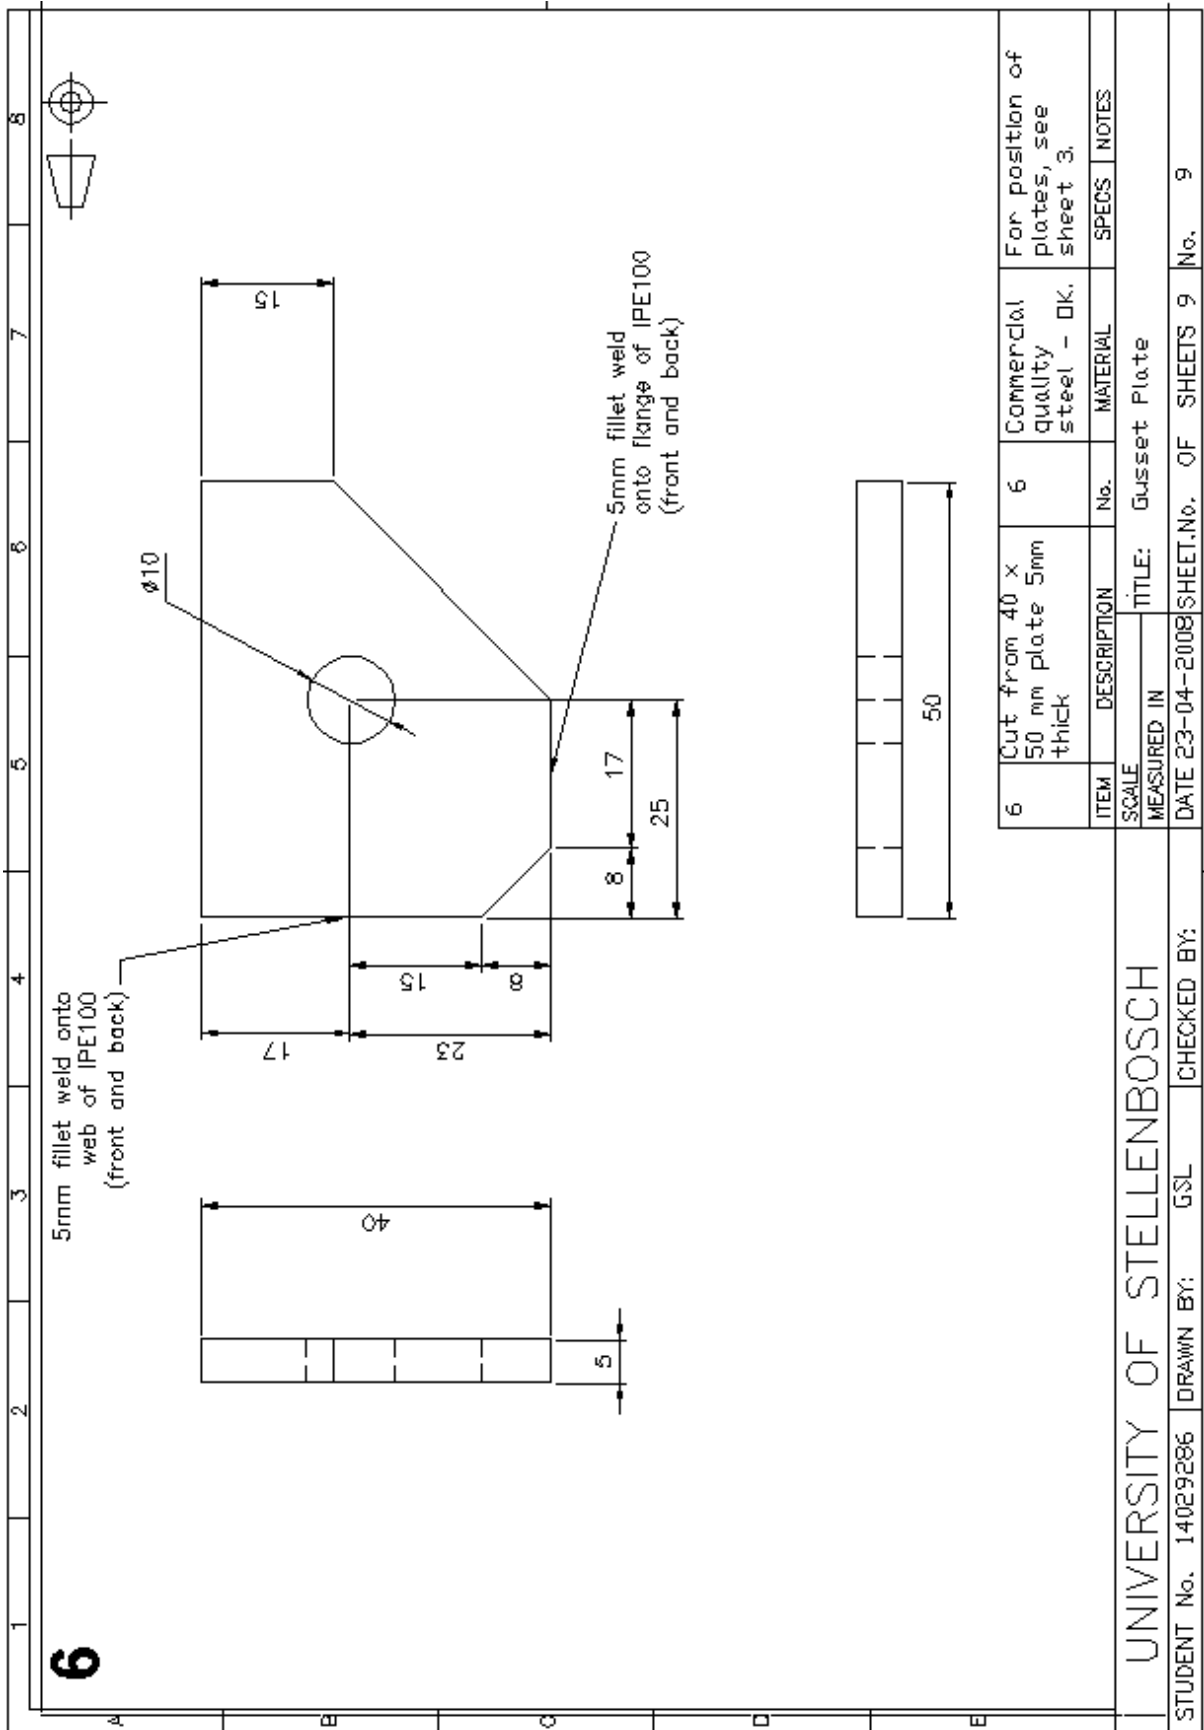 1 2 3 4 5 6 7 8
A
B
C
D
E
6
5mm fillet weld onto
web of IPE100
(front and back)
ø10
15
5mm fillet weld
onto flange of IPE100
(front and back)
17
23
15
8
8
17
25
40
5
50
6
Cut from 40 x
50 mm plate 5mm
thick
6
Commercial
quality
steel - OK.
For position of
plates, see
sheet 3.
ITEM DESCRIPTION No. MATERIAL SPECS NOTES
UNIVERSITY OF STELLENBOSCH
SCALE
MEASURED IN
TITLE: Gusset Plate
STUDENT No. 14029286 DRAWN BY: GSL CHECKED BY: DATE 23-04-2008 SHEET.No. OF SHEETS 9 No. 9